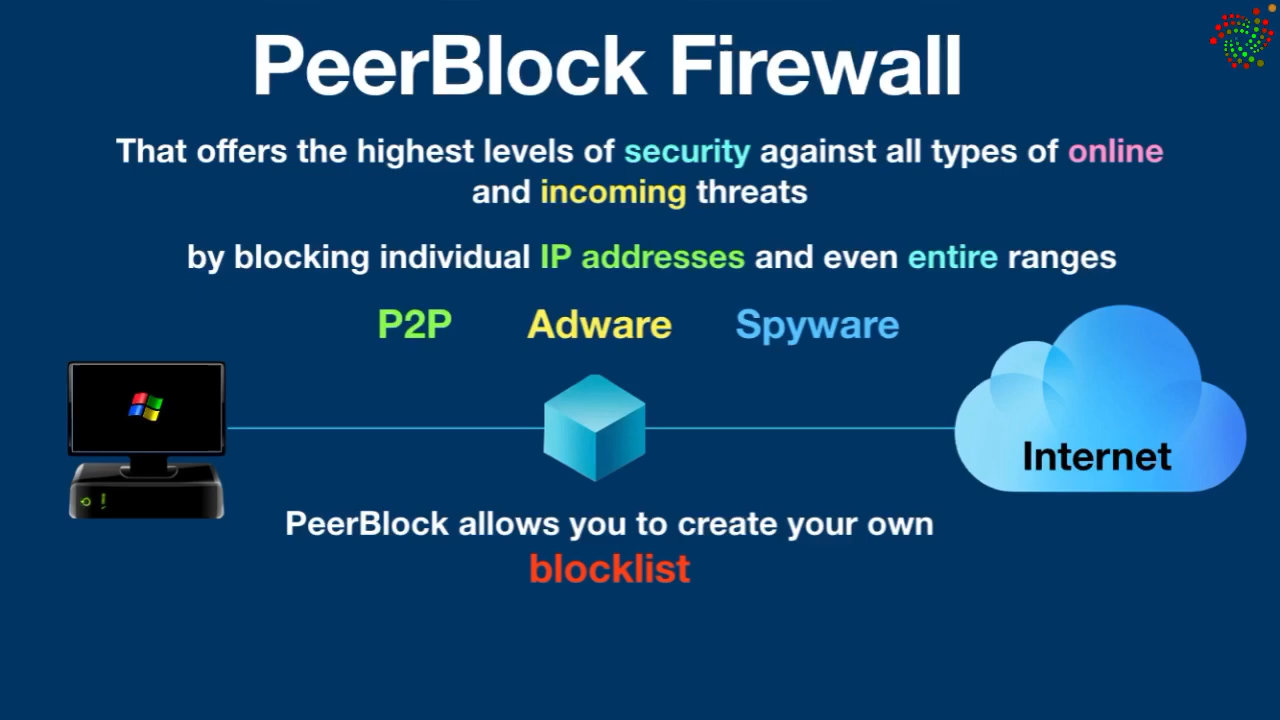 PeerBlock Firewall
That offers the highest levels of security against all types of online
and incoming threats
by blocking individual IP addresses and even entire ranges
P2P Adware Spyware
Internet
PeerBlock allows you to create your own
blocklist